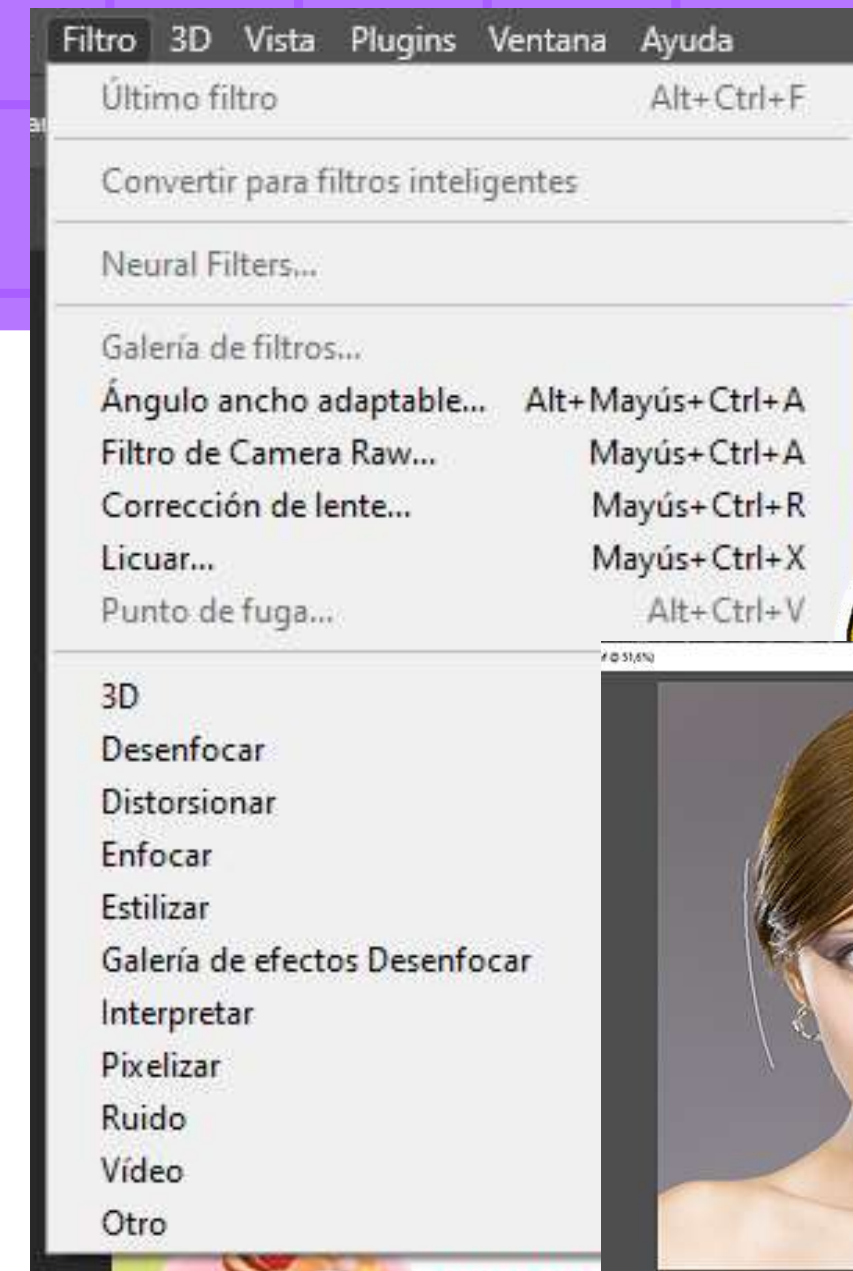 Filtro 3D Vista Plugins Ventana Ayuda
Último filtro Alt+Ctrl+F
Convertir para filtros inteligentes
Neural Filters...
Galería de filtros...
Ángulo ancho adaptable... Alt+Mayús+Ctrl+A
Filtro de Camera Raw... Mayús+Ctrl+A
Corrección de lente... Mayús+Ctrl+R
Licuar... Mayús+Ctrl+X
Punto de fuga... Alt+Ctrl+V
@ 51,6%)
3D
Desenfocar
Distorsionar
Enfocar
Estilizar
Galería de efectos Desenfocar
Interpretar
Pixelizar
Ruido
Vídeo
Otro